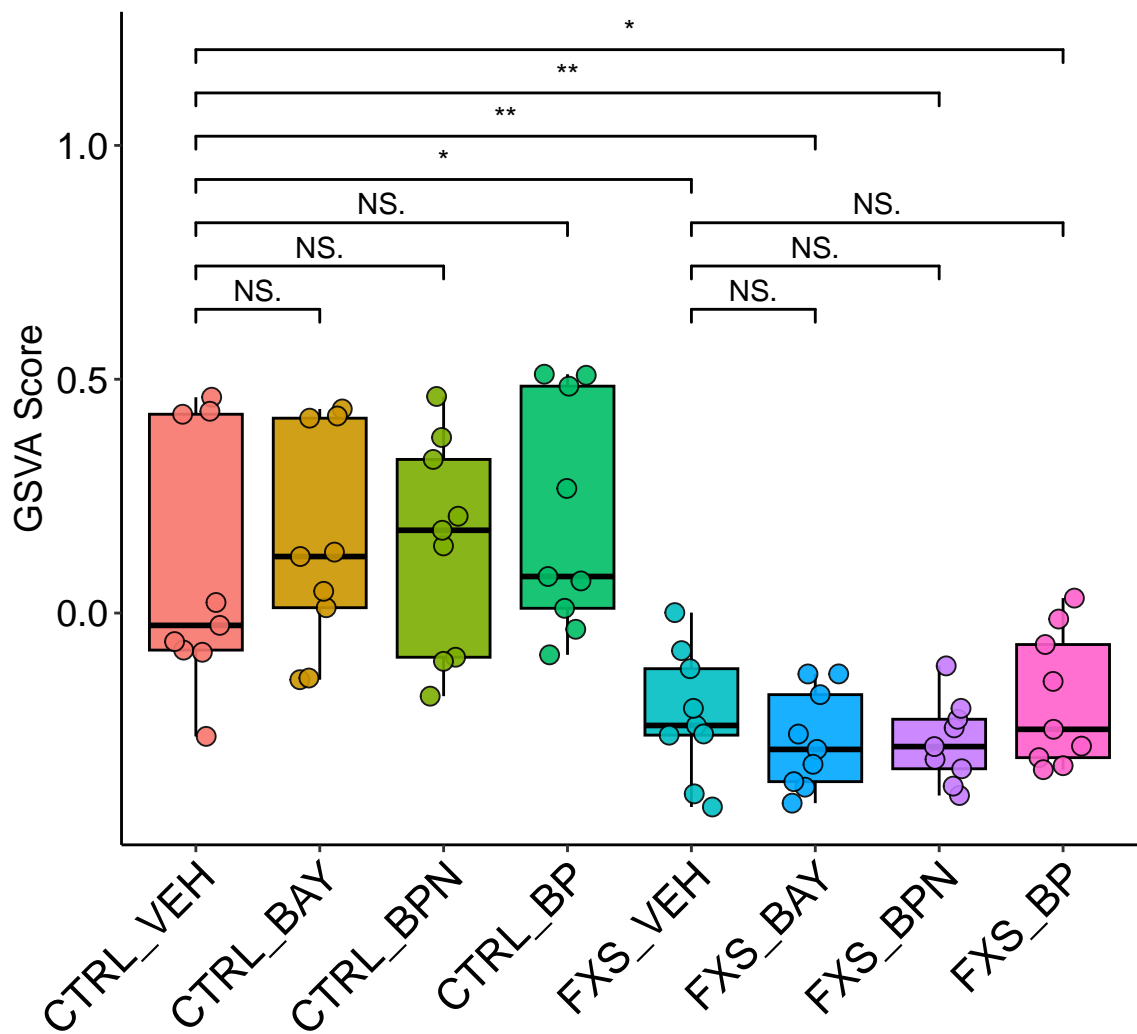 *
**
**
*
NS.
NS.
NS.
NS.
NS.
NS.
1.0
0.5
0.0
GSVA Score
CTRL_VEH
CTRL_BAY
CTRL_BPN
CTRL_BP
FXS_VEH
FXS_BAY
FXS_BPN
FXS_BP